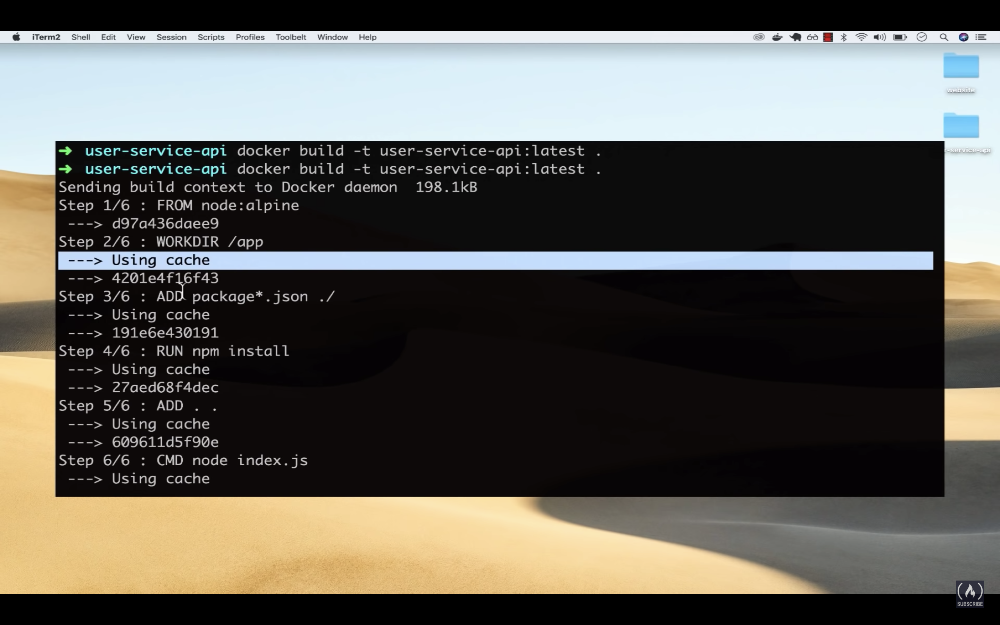 iTerm2 Shell Edit View Session Scripts Profiles Toolbelt Window Help
website
r-service-api
➜ user-service-api docker build -t user-service-api:latest .
➜ user-service-api docker build -t user-service-api:latest .
Sending build context to Docker daemon 198.1kB
Step 1/6 : FROM node:alpine
---> d97a436daee9
Step 2/6 : WORKDIR /app
---> Using cache
---> 4201e4f16f43
Step 3/6 : ADD package*.json ./
---> Using cache
---> 191e6e430191
Step 4/6 : RUN npm install
---> Using cache
---> 27aed68f4dec
Step 5/6 : ADD . .
---> Using cache
---> 609611d5f90e
Step 6/6 : CMD node index.js
---> Using cache
SUBSCRIBE